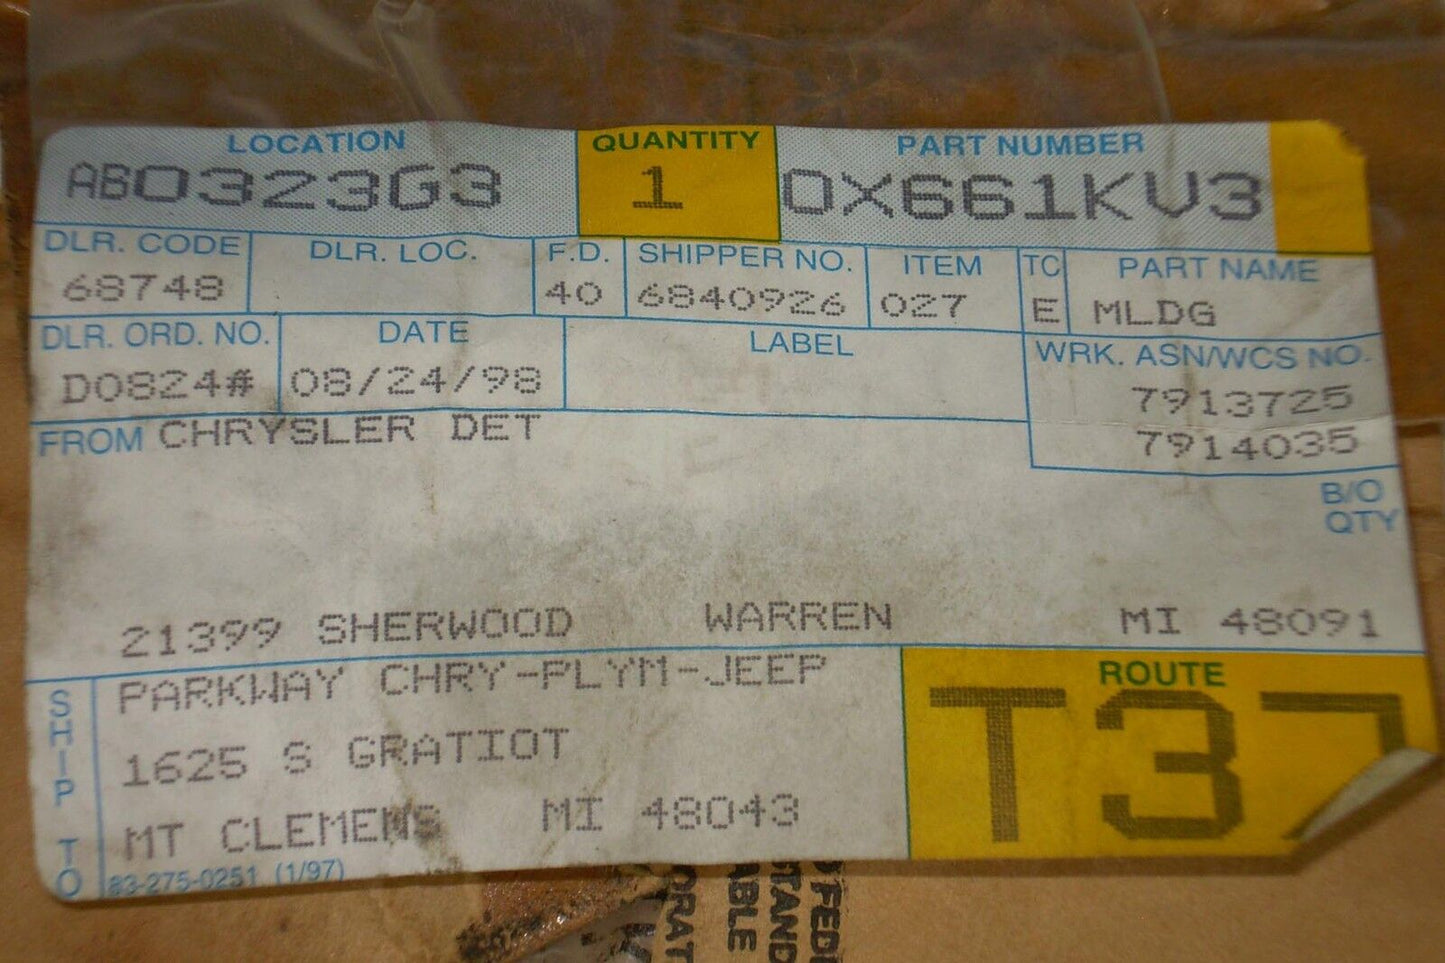 LOCATION QUANTITY PART NUMBER
AB0323G3 1 0X661KV3
DLR. CODE DLR. LOC. F.D. SHIPPER NO. ITEM TC PART NAME
68748 40 6840926 027 E MLDG
DLR. ORD. NO. DATE LABEL WRK. ASN/WCS NO.
D0824# 08/24/98 7913725
7914035
FROM CHRYSLER DET
B/O
QTY
21399 SHERWOOD WARREN MI 48091
SHIP TO
PARKWAY CHRY-PLYM-JEEP
1625 S GRATIOT
MT CLEMENS MI 48043
ROUTE
T37
83-275-0251 (1/97)